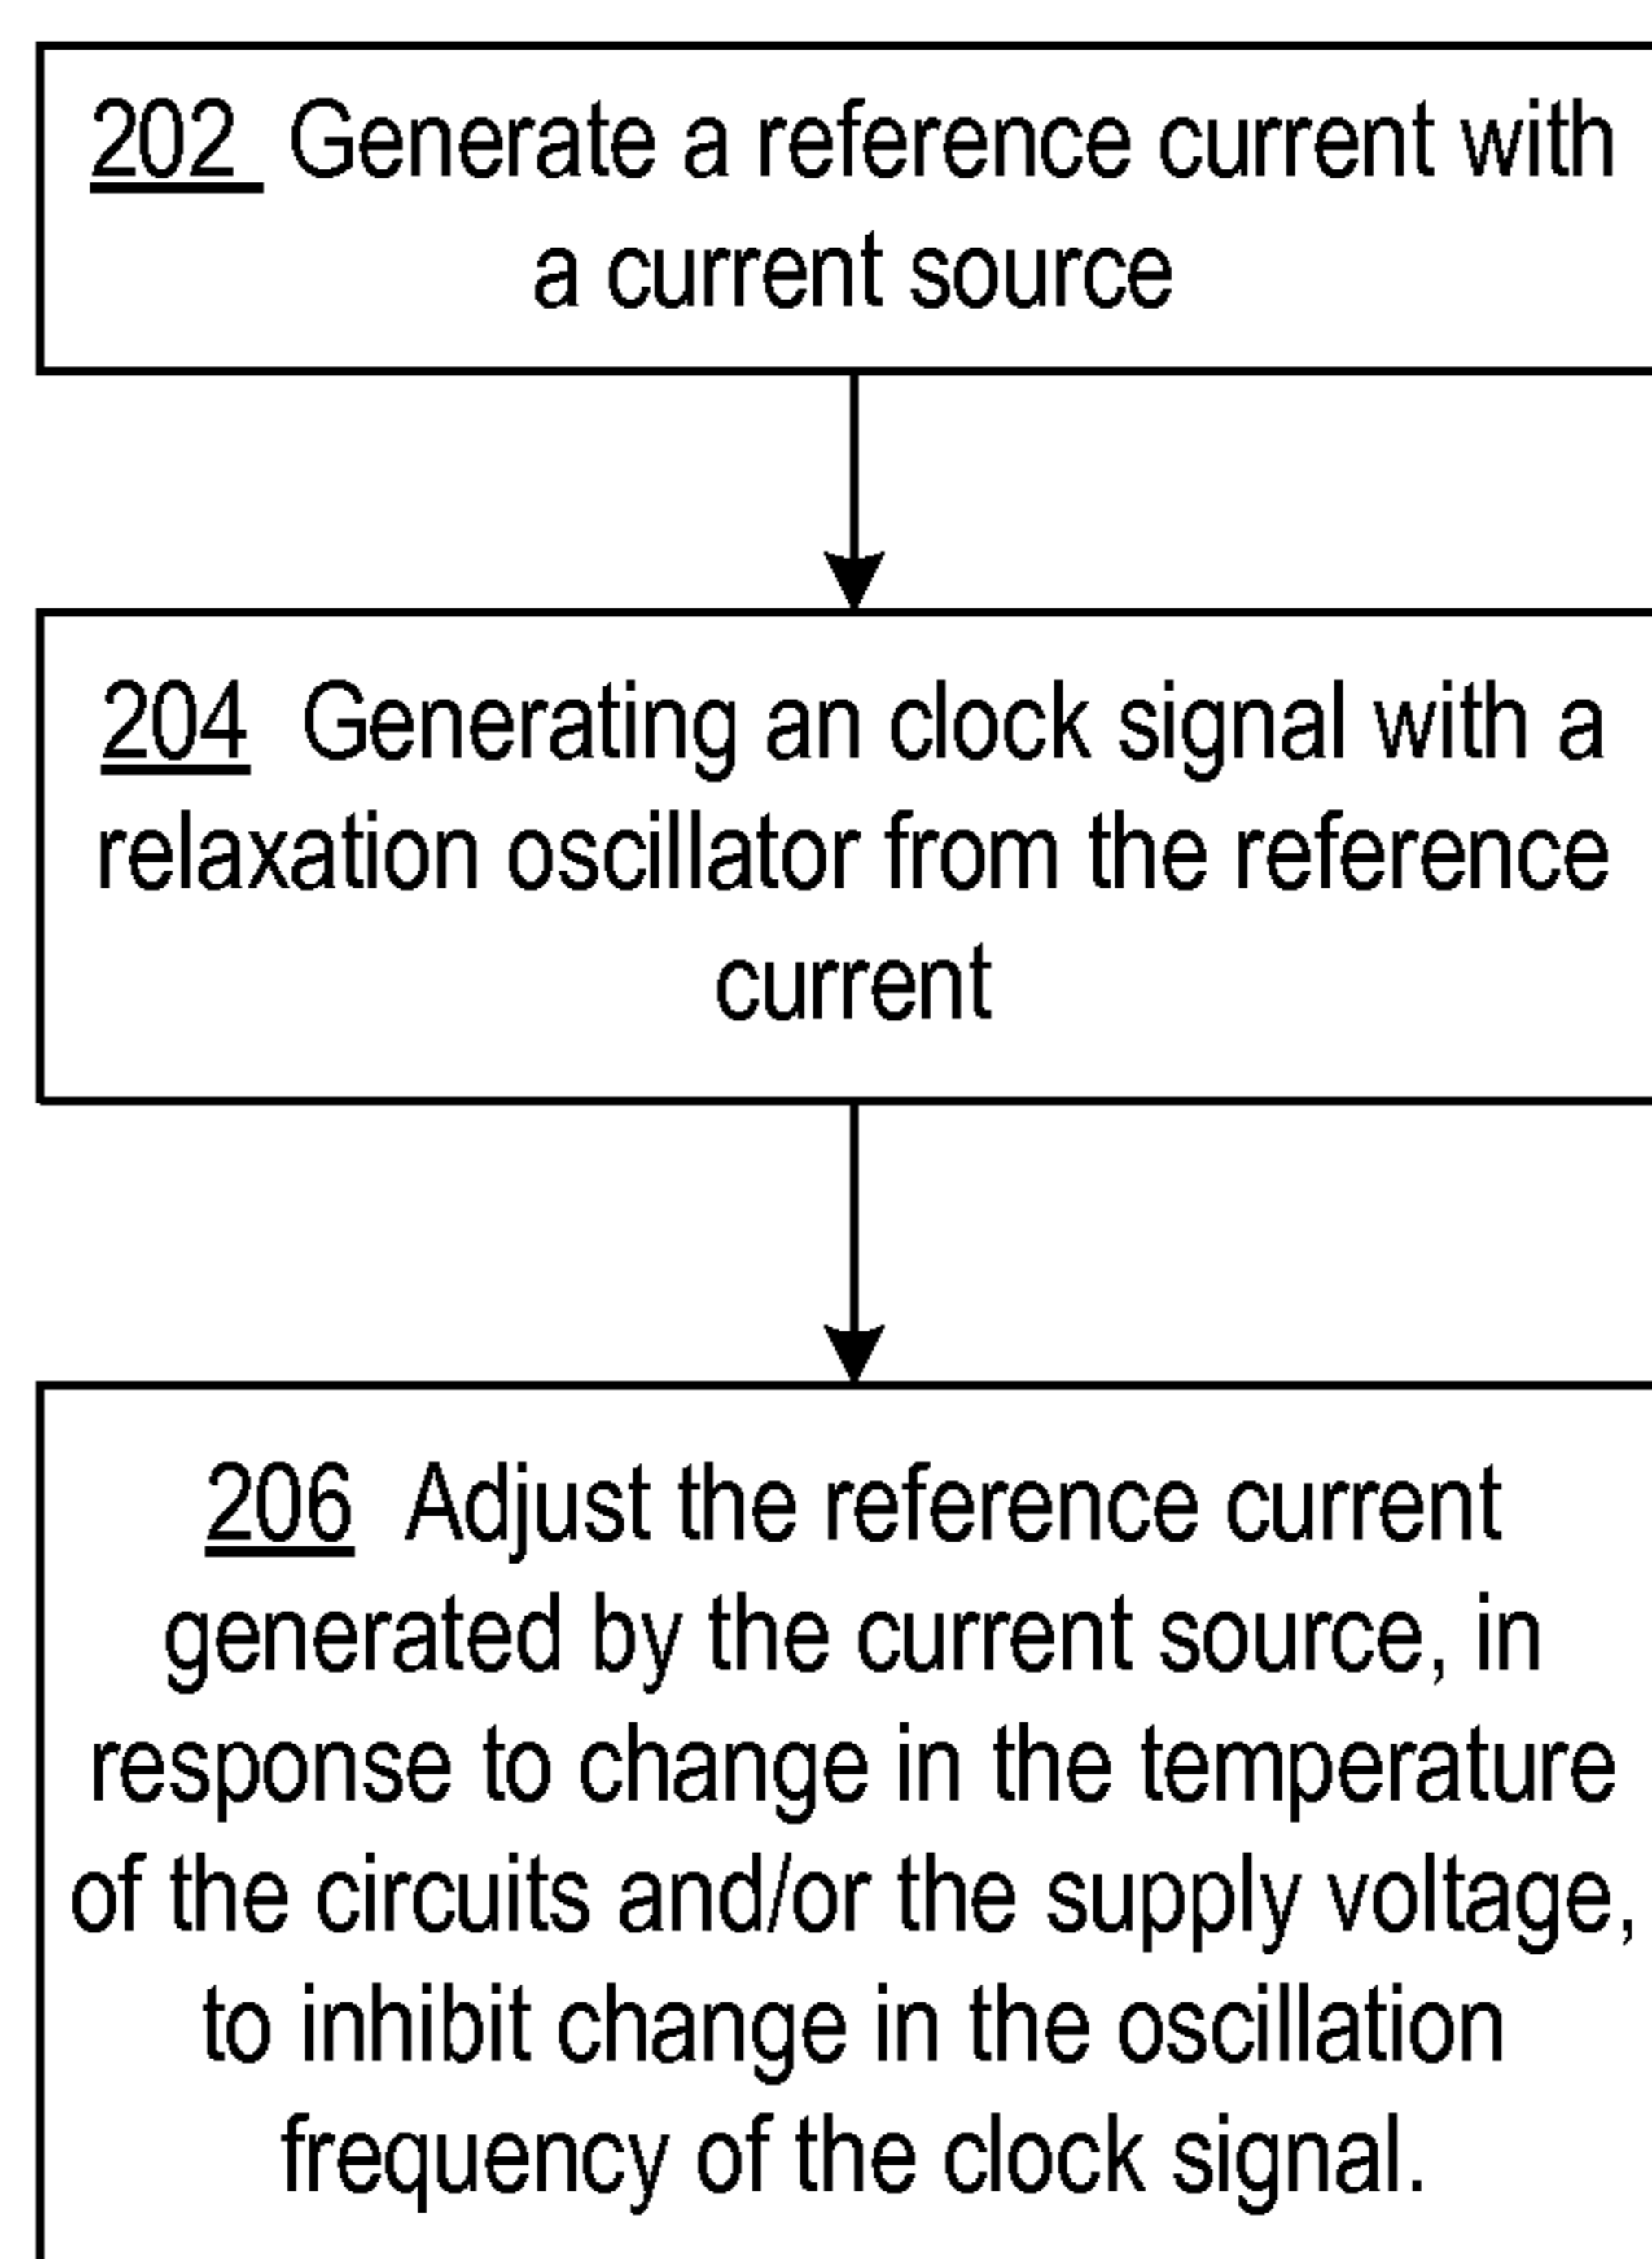 202 Generate a reference current with
a current source
204 Generating an clock signal with a
relaxation oscillator from the reference
current
206 Adjust the reference current
generated by the current source, in
response to change in the temperature
of the circuits and/or the supply voltage,
to inhibit change in the oscillation
frequency of the clock signal.